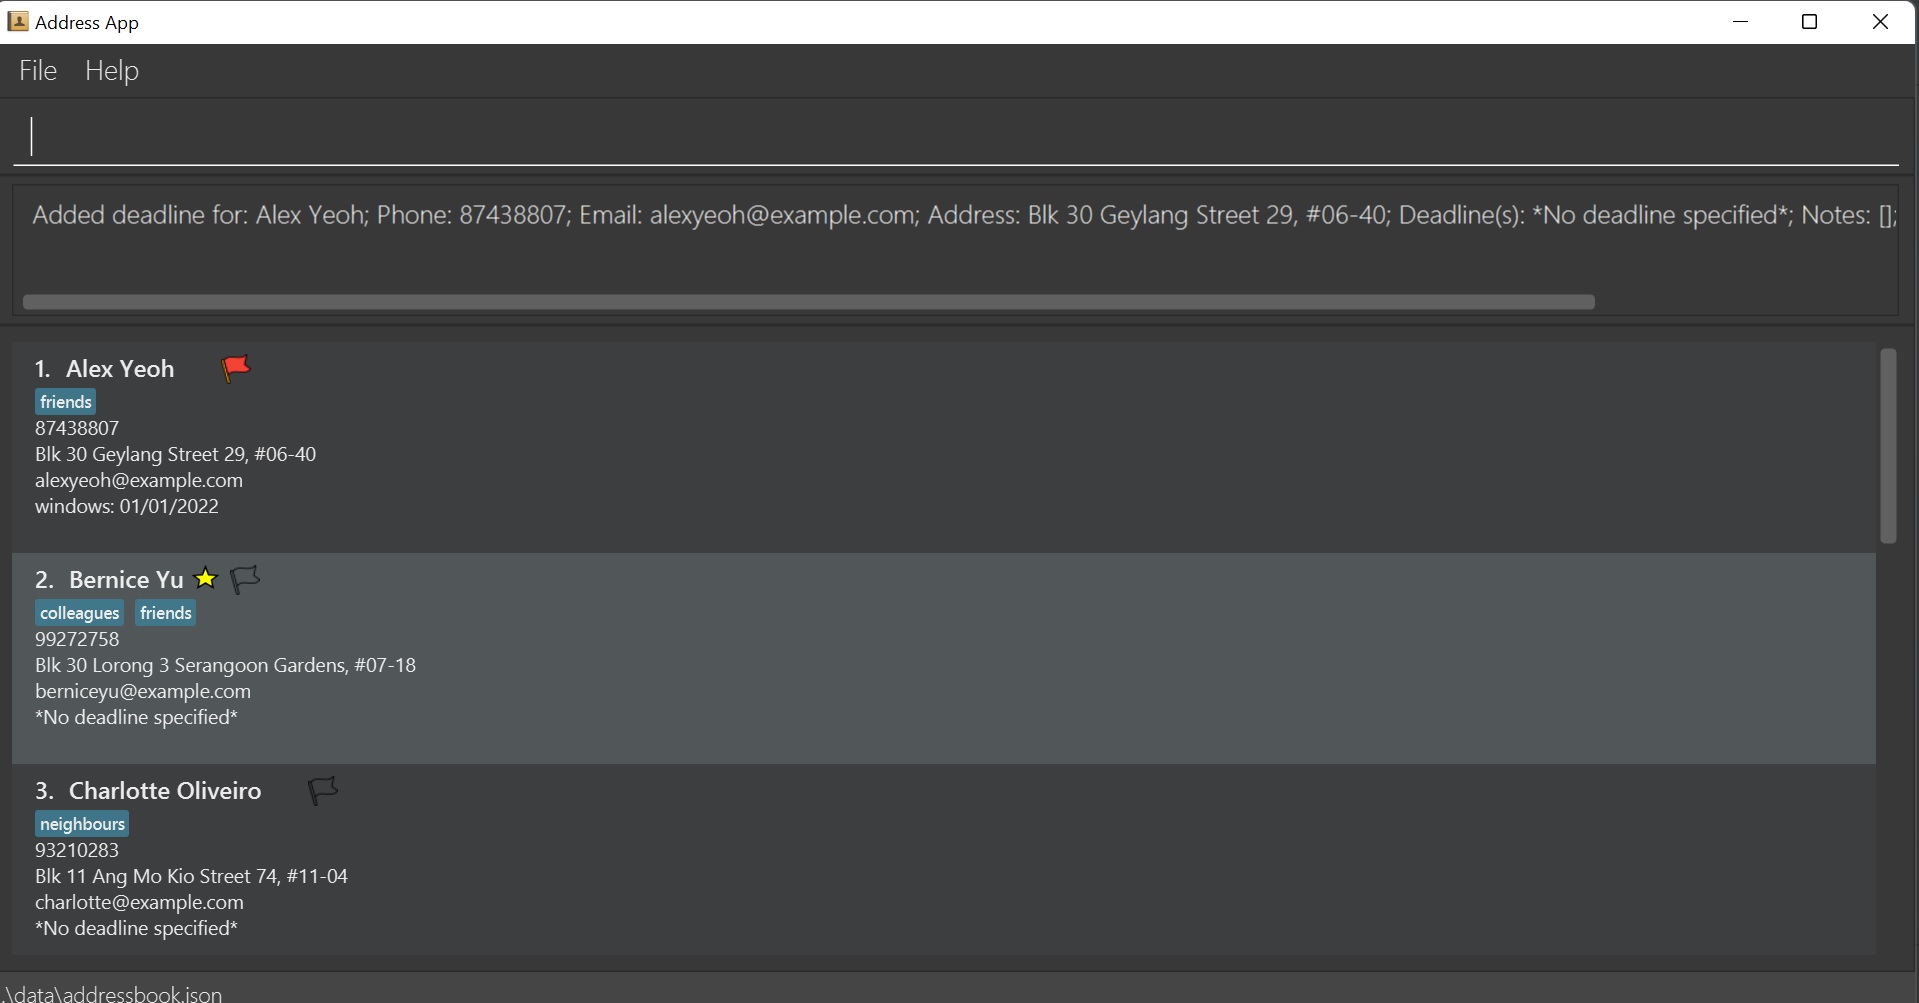 Address App
File Help
Added deadline for: Alex Yeoh; Phone: 87438807; Email: alexyeoh@example.com; Address: Blk 30 Geylang Street 29, #06-40; Deadline(s): *No deadline specified*; Notes: [];
1. Alex Yeoh
friends
87438807
Blk 30 Geylang Street 29, #06-40
alexyeoh@example.com
windows: 01/01/2022
2. Bernice Yu
colleagues friends
99272758
Blk 30 Lorong 3 Serangoon Gardens, #07-18
berniceyu@example.com
*No deadline specified*
3. Charlotte Oliveiro
neighbours
93210283
Blk 11 Ang Mo Kio Street 74, #11-04
charlotte@example.com
*No deadline specified*
.\data\addressbook.json